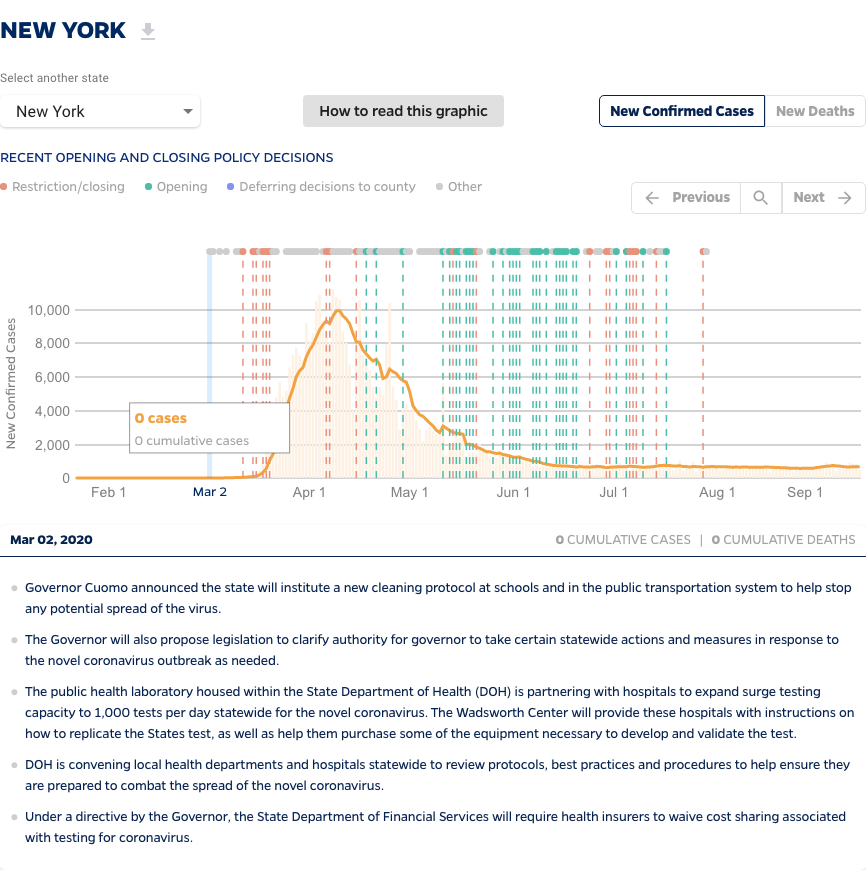 NEW YORK
Select another state
New York
How to read this graphic
New Confirmed Cases
New Deaths
RECENT OPENING AND CLOSING POLICY DECISIONS
Restriction/closing
Opening
Deferring decisions to county
Other
Previous
Next
New Confirmed Cases
10,000
8,000
6,000
4,000
2,000
0
0 cases
0 cumulative cases
Feb 1
Mar 2
Apr 1
May 1
Jun 1
Jul 1
Aug 1
Sep 1
Mar 02, 2020
0 CUMULATIVE CASES | 0 CUMULATIVE DEATHS
Governor Cuomo announced the state will institute a new cleaning protocol at schools and in the public transportation system to help stop
any potential spread of the virus.
The Governor will also propose legislation to clarify authority for governor to take certain statewide actions and measures in response to
the novel coronavirus outbreak as needed.
The public health laboratory housed within the State Department of Health (DOH) is partnering with hospitals to expand surge testing
capacity to 1,000 tests per day statewide for the novel coronavirus. The Wadsworth Center will provide these hospitals with instructions on
how to replicate the States test, as well as help them purchase some of the equipment necessary to develop and validate the test.
DOH is convening local health departments and hospitals statewide to review protocols, best practices and procedures to help ensure they
are prepared to combat the spread of the novel coronavirus.
Under a directive by the Governor, the State Department of Financial Services will require health insurers to waive cost sharing associated
with testing for coronavirus.